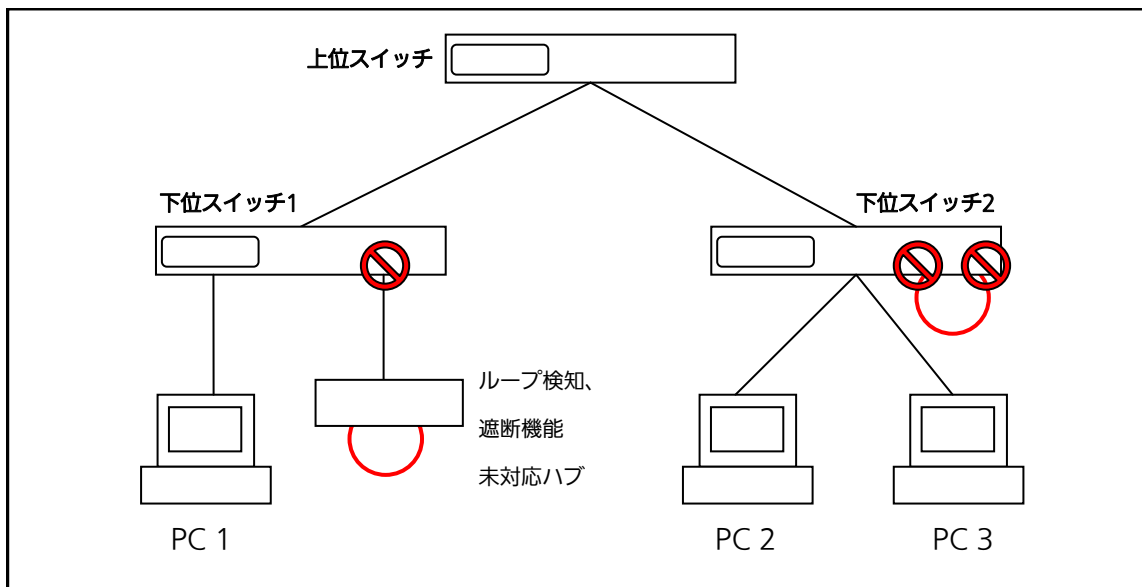 上位スイッチ
下位スイッチ1
下位スイッチ2
ループ検知、
遮断機能
未対応ハブ
PC 1
PC 2
PC 3